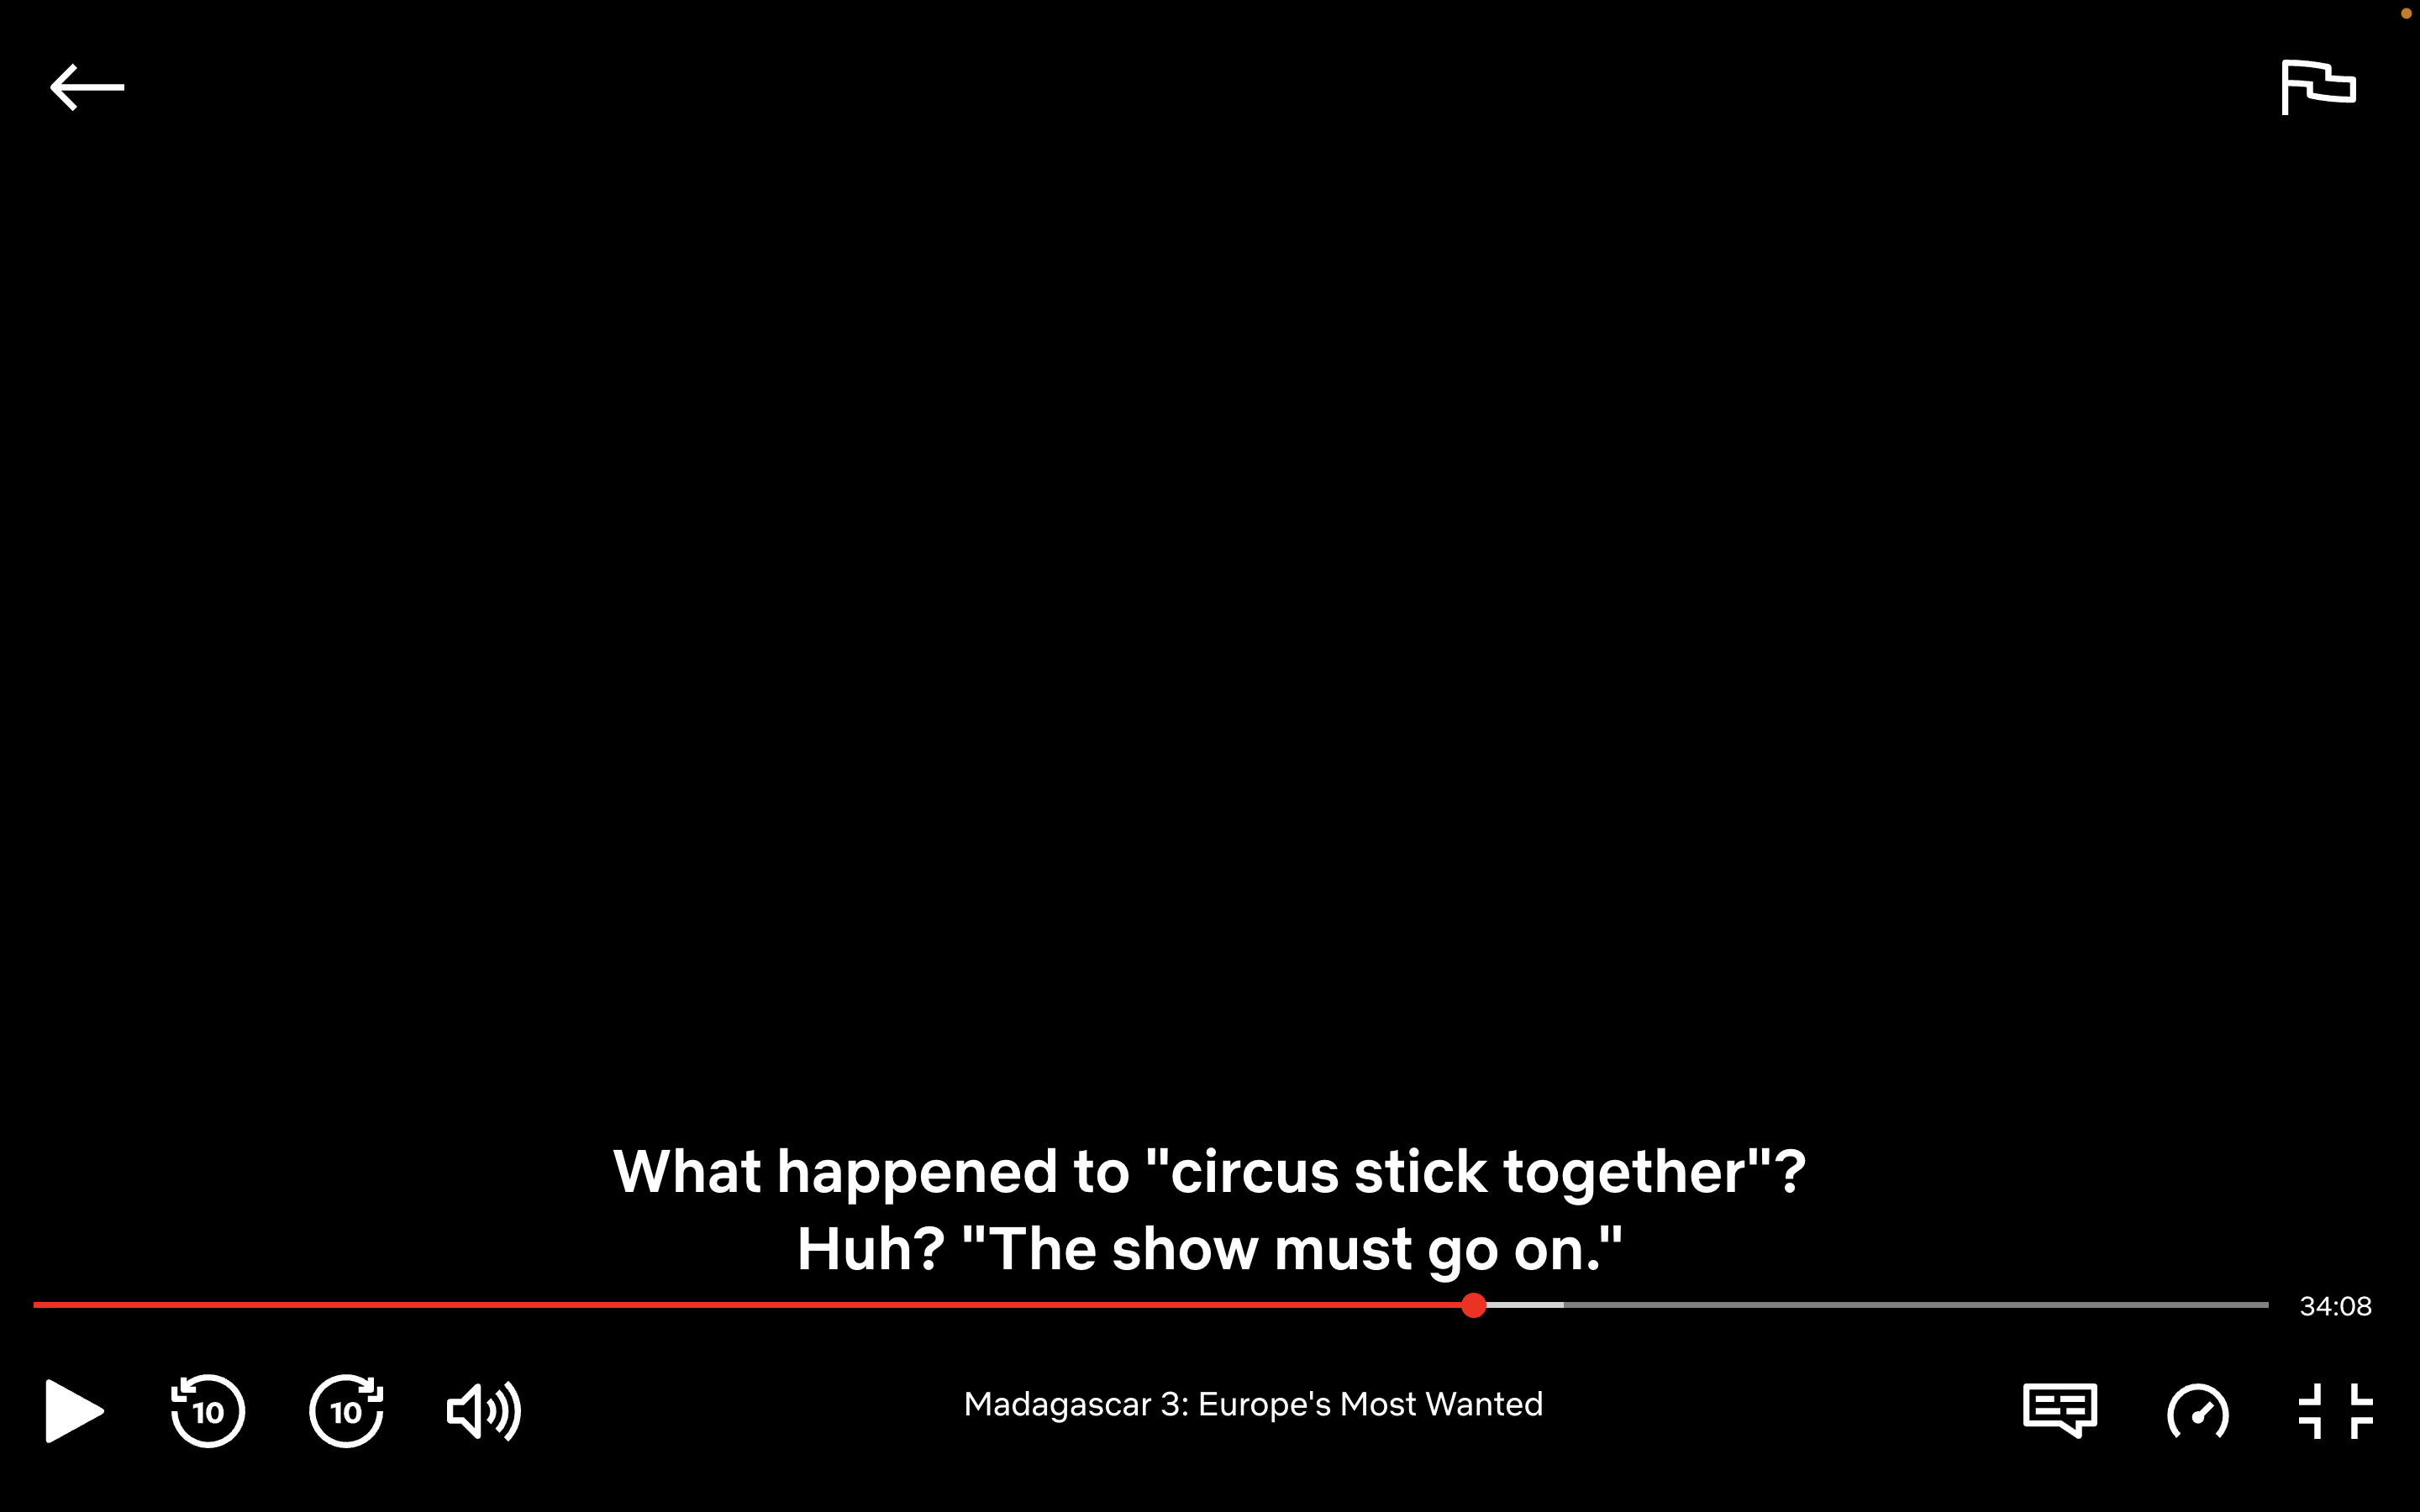 What happened to "circus stick together"?
Huh? "The show must go on."
34:08
10
10
Madagascar 3: Europe's Most Wanted